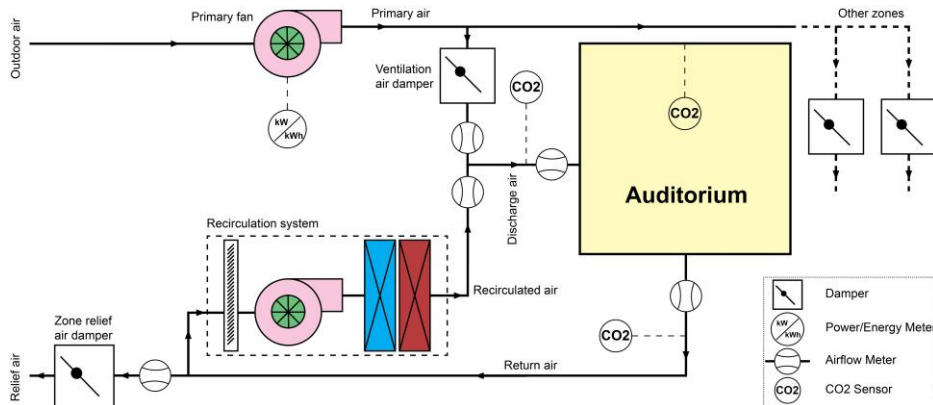 Outdoor air
Primary fan
Primary air
Other zones
Ventilation
air damper
CO2
CO2
kW
kWh
Discharge air
Auditorium
Recirculation system
Recirculated air
Zone relief
air damper
CO2
Relief air
Return air
Damper
kW
kWh
Power/Energy Meter
Airflow Meter
CO2
CO2 Sensor